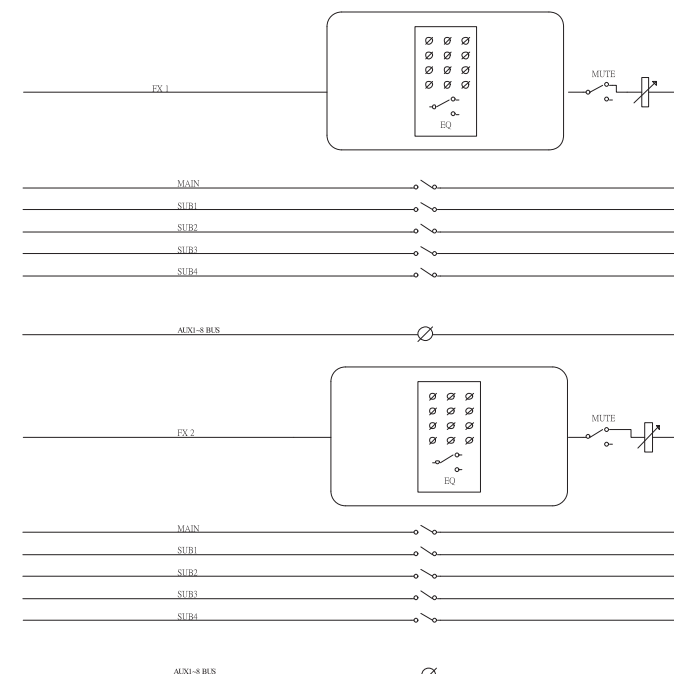 MUTE
FX 1
EQ
MAIN
SUB1
SUB2
SUB3
SUB4
AUX1~8 BUS
MUTE
FX 2
EQ
MAIN
SUB1
SUB2
SUB3
SUB4
AUX1~8 BUS